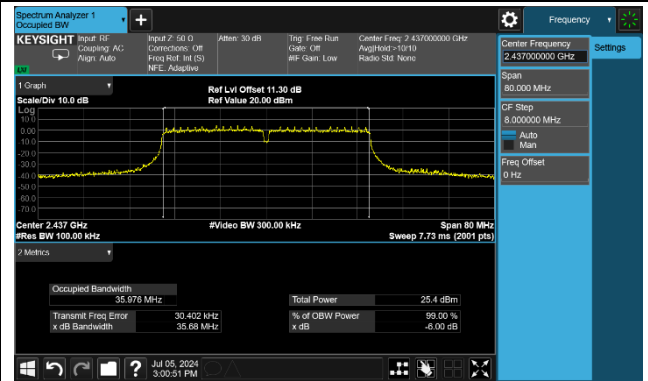 Spectrum Analyzer 1
Occupied BW
Frequency
KEYSIGHT
Input: RF
Coupling: AC
Align: Auto
Input Z: 50 Ω
Corrections: Off
Freq Ref: Int (S)
NFE: Adaptive
Atten: 30 dB
Trig: Free Run
Gate: Off
#IF Gain: Low
Center Freq: 2.437000000 GHz
Avg|Hold:>10/10
Radio Std: None
Center Frequency
2.437000000 GHz
Settings
Span
80.000 MHz
CF Step
8.000000 MHz
Auto
Man
Freq Offset
0 Hz
1 Graph
Scale/Div 10.0 dB
Ref Lvl Offset 11.30 dB
Ref Value 20.00 dBm
Log
10.0
0.00
-10.0
-20.0
-30.0
-40.0
-50.0
-60.0
-70.0
Center 2.437 GHz
#Res BW 100.00 kHz
#Video BW 300.00 kHz
Span 80 MHz
Sweep 7.73 ms (2001 pts)
2 Metrics
Occupied Bandwidth
35.976 MHz
Total Power 25.4 dBm
Transmit Freq Error 30.402 kHz
% of OBW Power 99.00 %
x dB Bandwidth 35.68 MHz
x dB -6.00 dB
Jul 05, 2024
3:00:51 PM